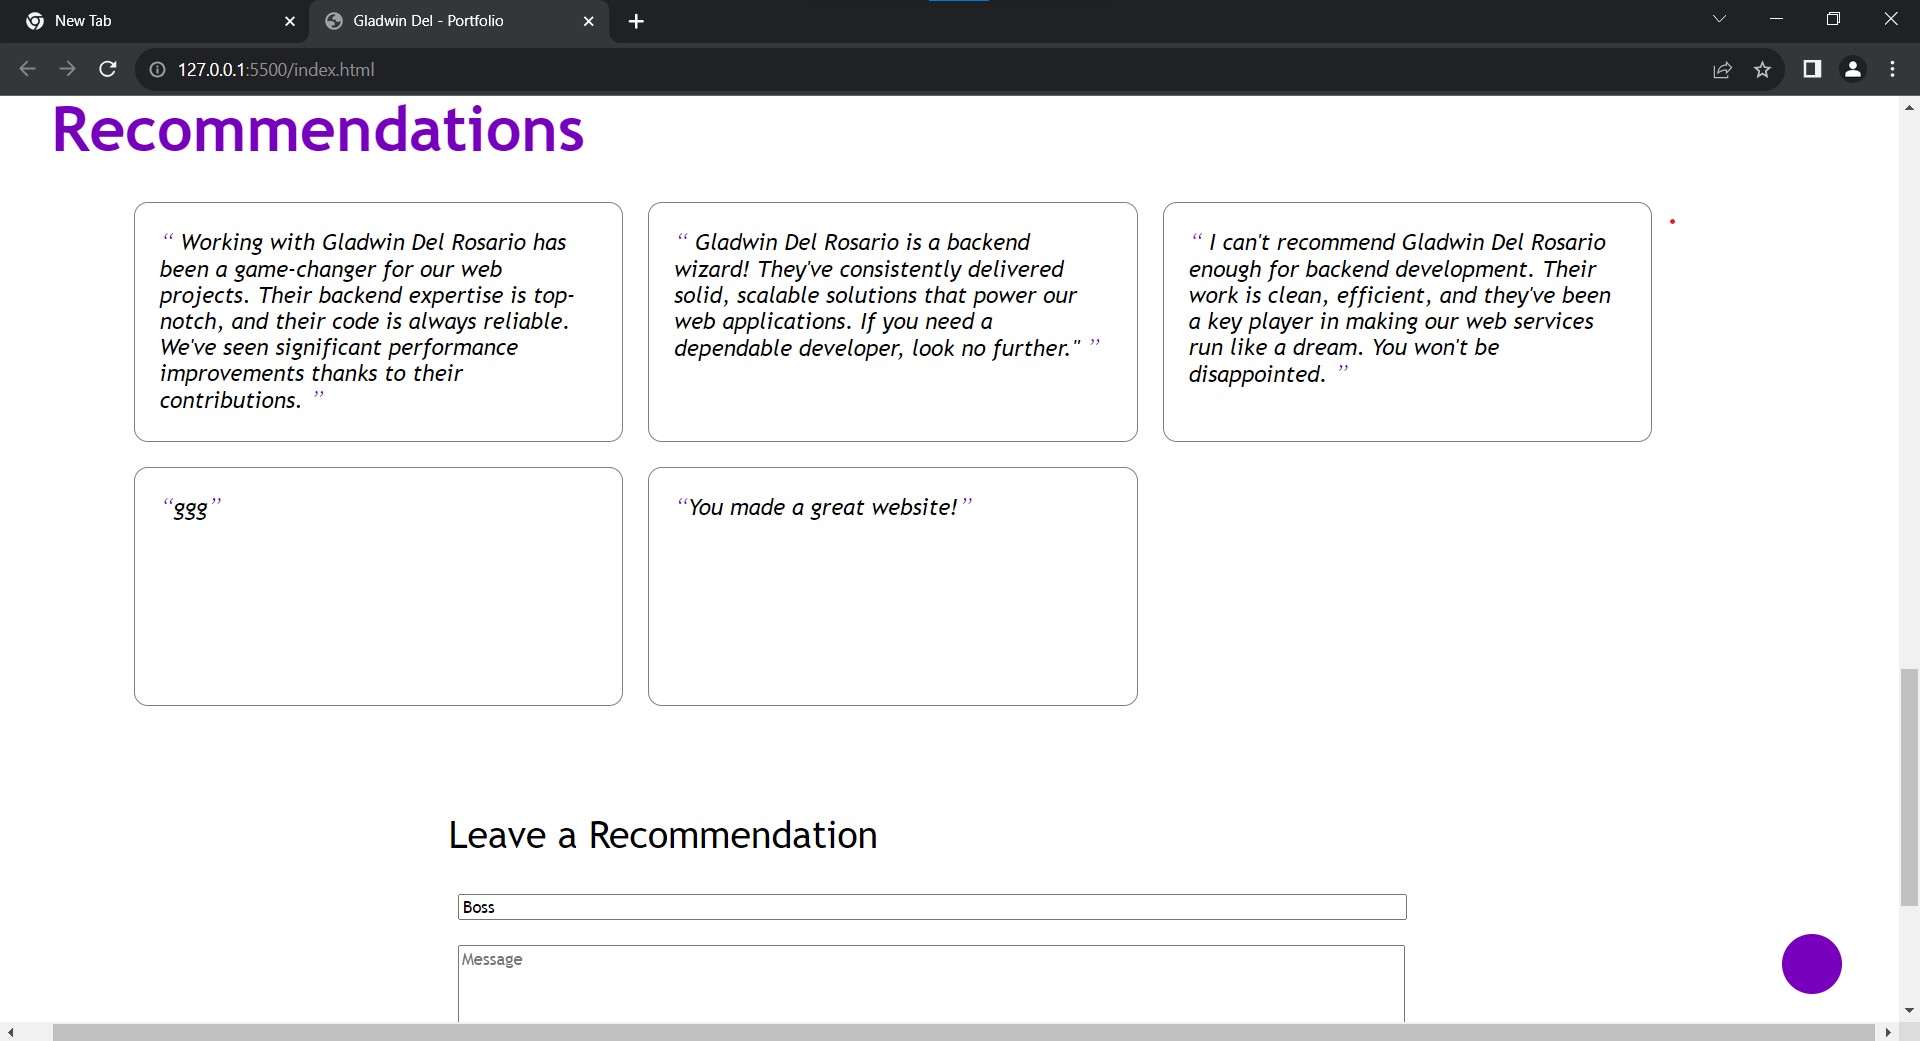 New Tab
Gladwin Del - Portfolio
127.0.0.1:5500/index.html
Recommendations
“ Working with Gladwin Del Rosario has
been a game-changer for our web
projects. Their backend expertise is top-
notch, and their code is always reliable.
We've seen significant performance
improvements thanks to their
contributions. ”
“ Gladwin Del Rosario is a backend
wizard! They've consistently delivered
solid, scalable solutions that power our
web applications. If you need a
dependable developer, look no further." ”
“ I can't recommend Gladwin Del Rosario
enough for backend development. Their
work is clean, efficient, and they've been
a key player in making our web services
run like a dream. You won't be
disappointed. ”
“ggg”
“You made a great website!”
Leave a Recommendation
Boss
Message